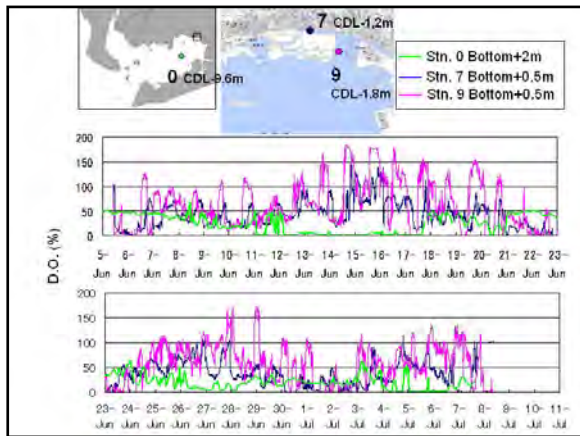 7 CDL-1,2m
0 CDL-9.6m
9
CDL-1.8m
Stn. 0 Bottom+2m
Stn. 7 Bottom+0.5m
Stn. 9 Bottom+0.5m
D.O. (%)
200
150
100
50
0
5- 6- 7- 8- 9- 10- 11- 12- 13- 14- 15- 16- 17- 18- 19- 20- 21- 23-
Jun Jun Jun Jun Jun Jun Jun Jun Jun Jun Jun Jun Jun Jun Jun Jun Jun Jun
200
150
100
50
0
23- 24- 25- 26- 27- 28- 29- 30- 1- 2- 3- 4- 5- 6- 7- 8- 9- 10- 11-
Jun Jun Jun Jun Jun Jun Jun Jun Jul Jul Jul Jul Jul Jul Jul Jul Jul Jul Jul